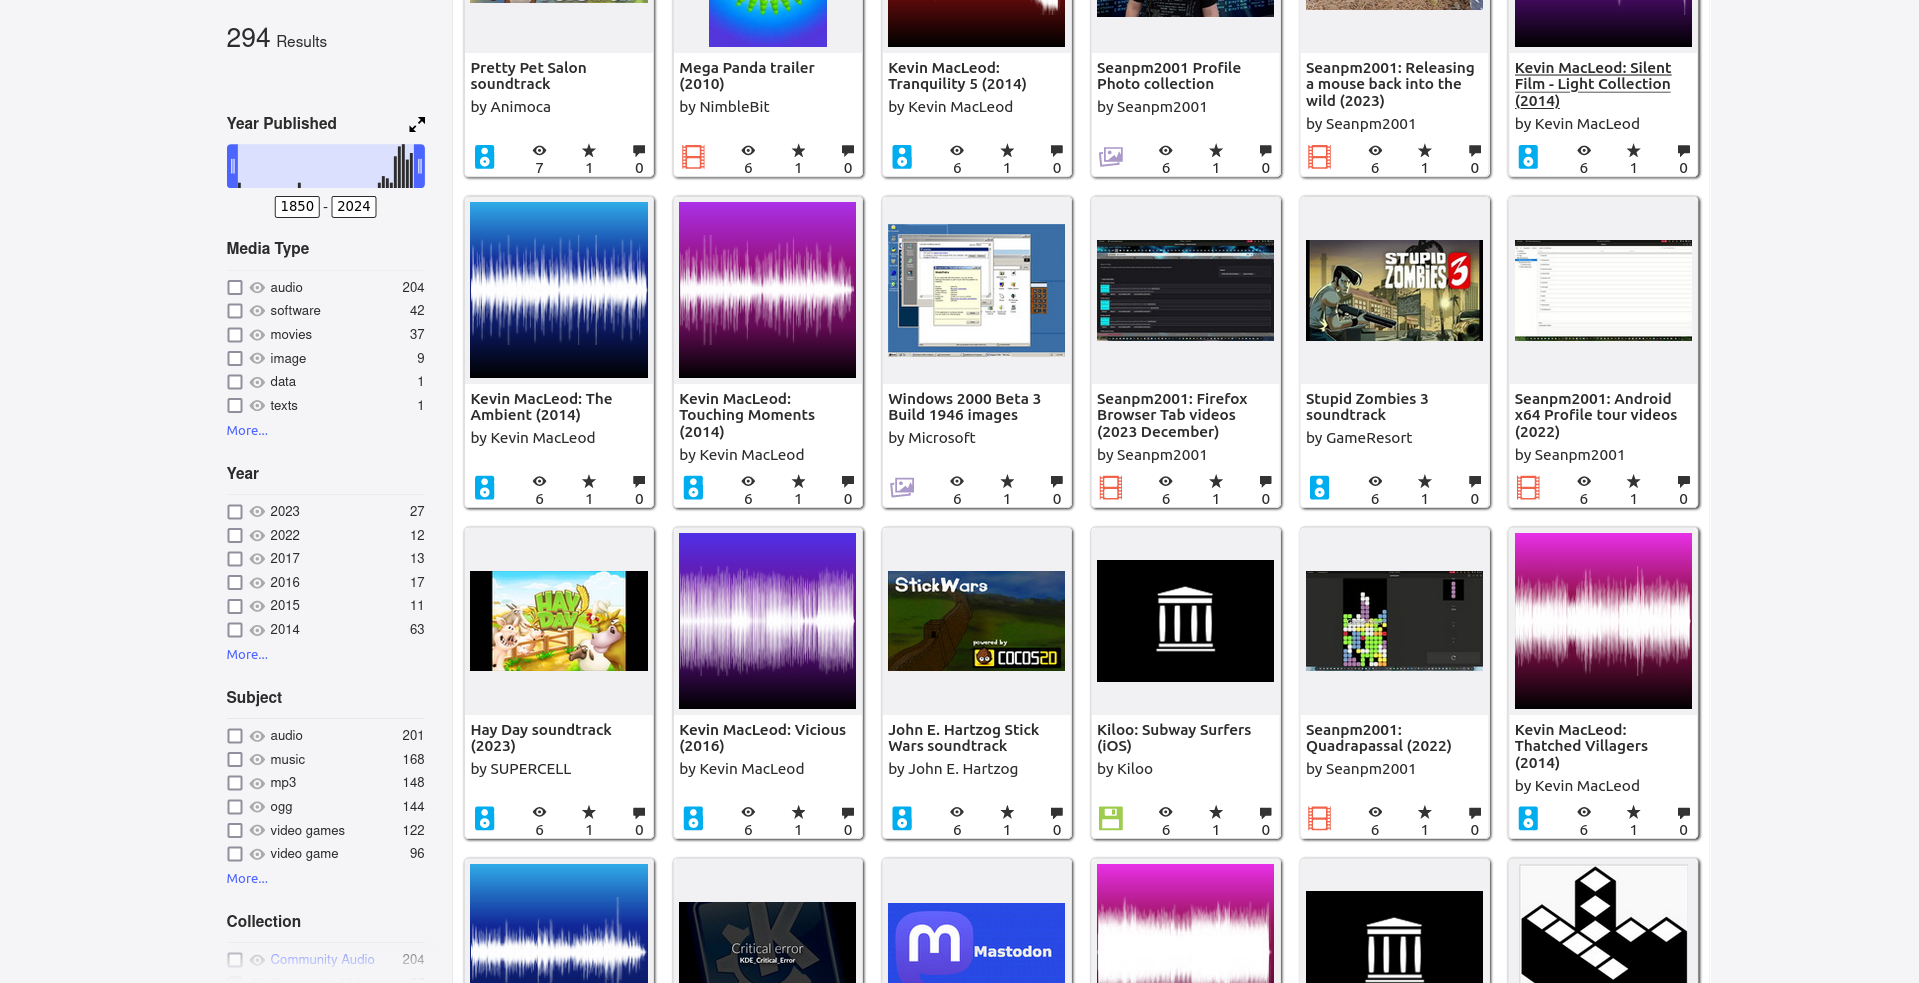 294 Results
Year Published
1850 - 2024
Media Type
audio 204
software 42
movies 37
image 9
data 1
texts 1
More...
Year
2023 27
2022 12
2017 13
2016 17
2015 11
2014 63
More...
Subject
audio 201
music 168
mp3 148
ogg 144
video games 122
video game 96
More...
Collection
Community Audio 204
Pretty Pet Salon
soundtrack
by Animoca
7 1 0
Mega Panda trailer
(2010)
by NimbleBit
6 1 0
Kevin MacLeod:
Tranquility 5 (2014)
by Kevin MacLeod
6 1 0
Seanpm2001 Profile
Photo collection
by Seanpm2001
6 1 0
Seanpm2001: Releasing
a mouse back into the
wild (2023)
by Seanpm2001
6 1 0
Kevin MacLeod: Silent
Film - Light Collection
(2014)
by Kevin MacLeod
6 1 0
Kevin MacLeod: The
Ambient (2014)
by Kevin MacLeod
6 1 0
Kevin MacLeod:
Touching Moments
(2014)
by Kevin MacLeod
6 1 0
Windows 2000 Beta 3
Build 1946 images
by Microsoft
6 1 0
Seanpm2001: Firefox
Browser Tab videos
(2023 December)
by Seanpm2001
6 1 0
STUPID
ZOMBIES 3
Stupid Zombies 3
soundtrack
by GameResort
6 1 0
Seanpm2001: Android
x64 Profile tour videos
(2022)
by Seanpm2001
6 1 0
HAY
DAY
Hay Day soundtrack
(2023)
by SUPERCELL
6 1 0
Kevin MacLeod: Vicious
(2016)
by Kevin MacLeod
6 1 0
StickWars
powered by
COCOS2D
John E. Hartzog Stick
Wars soundtrack
by John E. Hartzog
6 1 0
Kiloo: Subway Surfers
(iOS)
by Kiloo
6 1 0
Seanpm2001:
Quadrapassal (2022)
by Seanpm2001
6 1 0
Kevin MacLeod:
Thatched Villagers
(2014)
by Kevin MacLeod
6 1 0
Critical error
KDE_Critical_Error
m Mastodon